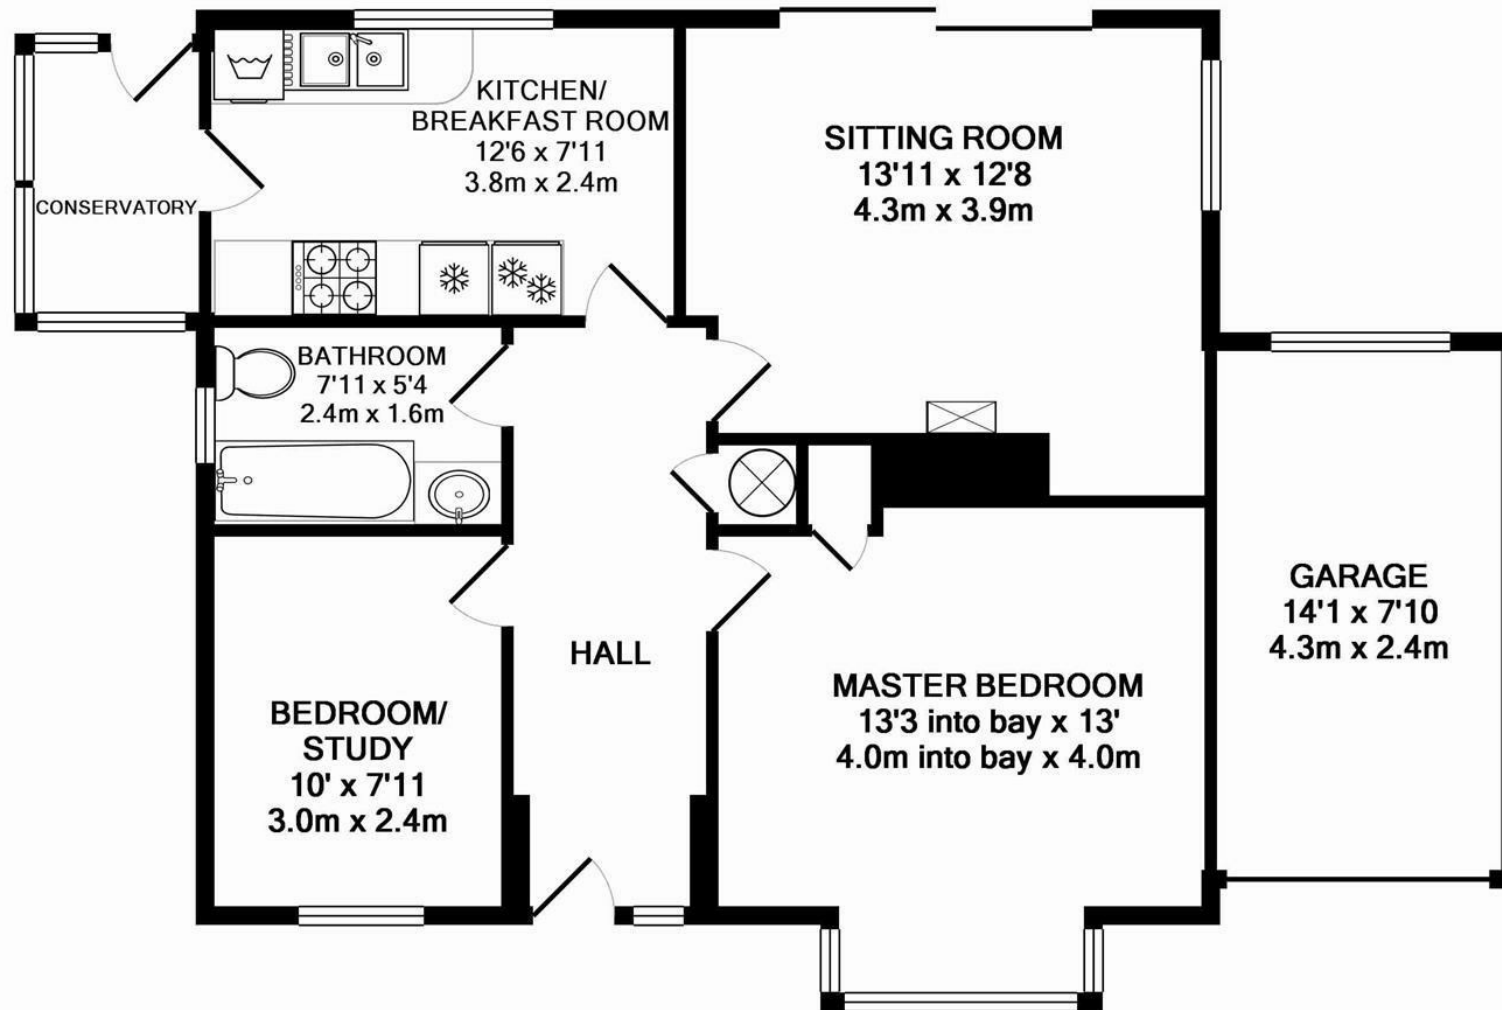 KITCHEN/
BREAKFAST ROOM
12'6 x 7'11
3.8m x 2.4m
SITTING ROOM
13'11 x 12'8
4.3m x 3.9m
CONSERVATORY
BATHROOM
7'11 x 5'4
2.4m x 1.6m
HALL
GARAGE
14'1 x 7'10
4.3m x 2.4m
BEDROOM/
STUDY
10' x 7'11
3.0m x 2.4m
MASTER BEDROOM
13'3 into bay x 13'
4.0m into bay x 4.0m